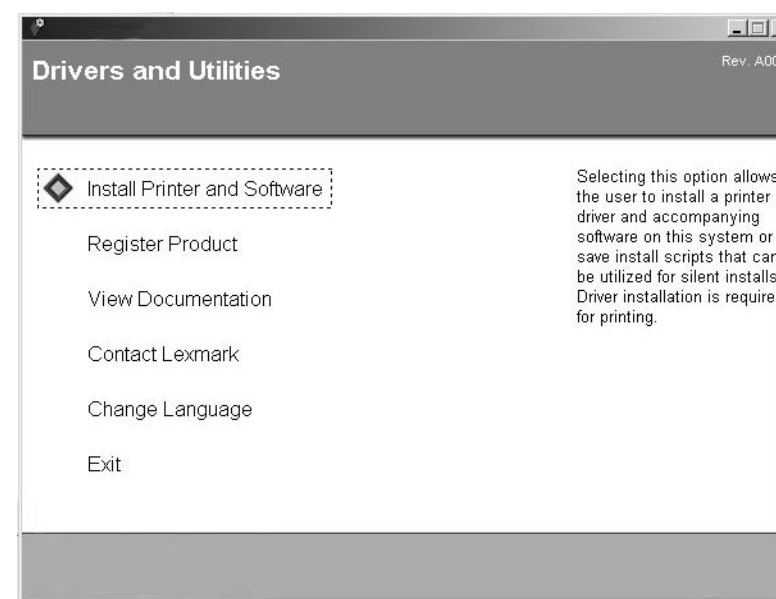 Drivers and Utilities
Rev. A00
Install Printer and Software
Register Product
View Documentation
Contact Lexmark
Change Language
Exit
Selecting this option allows
the user to install a printer
driver and accompanying
software on this system or
save install scripts that can
be utilized for silent installs
Driver installation is require
for printing.